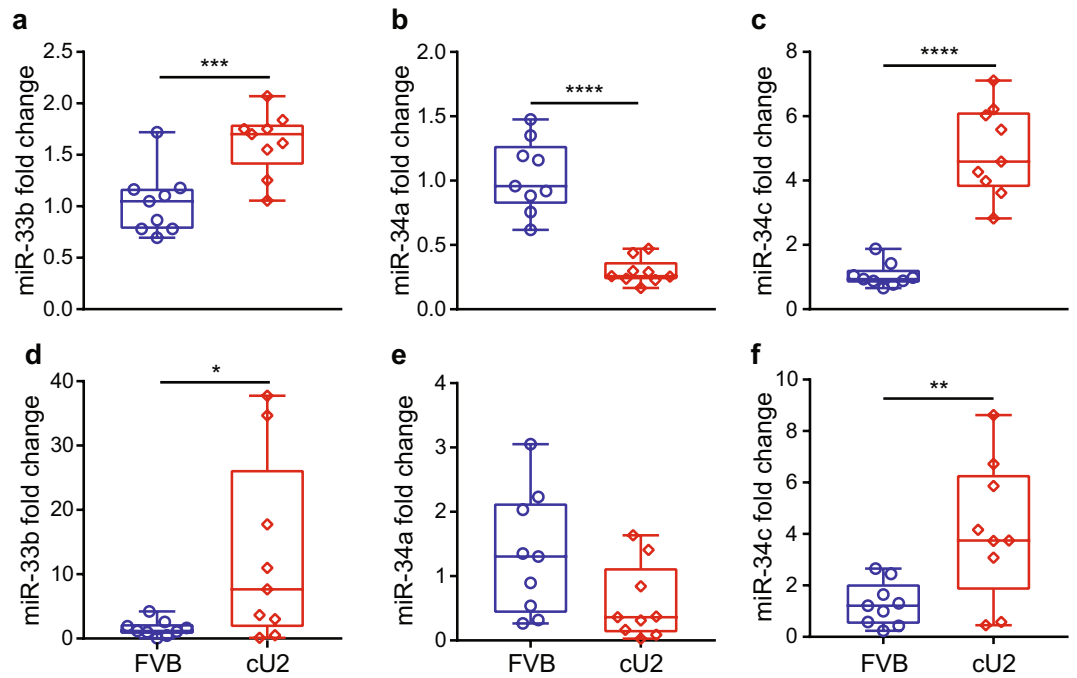 a
miR-33b fold change
2.5
2.0
1.5
1.0
0.5
0.0
***
b
miR-34a fold change
2.0
1.5
1.0
0.5
0.0
****
c
miR-34c fold change
8
6
4
2
0
****
d
miR-33b fold change
40
30
20
10
0
*
FVB
cU2
e
miR-34a fold change
4
3
2
1
0
FVB
cU2
f
miR-34c fold change
10
8
6
4
2
0
**
FVB
cU2